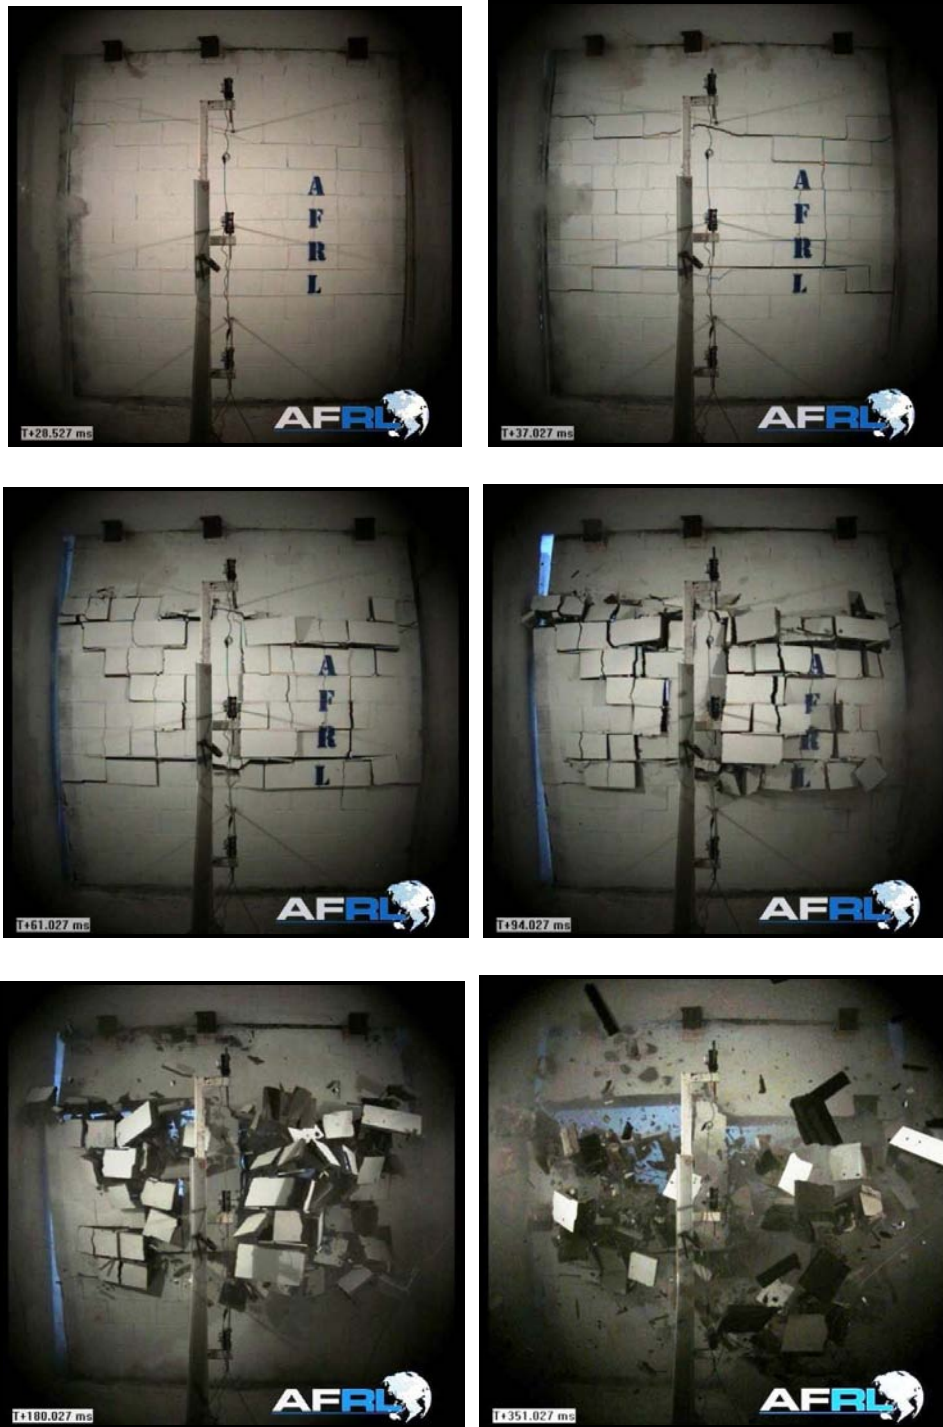 A
F
R
L
AFRL
T+28.527 ms
A
F
R
L
AFRL
T+37.027 ms
A
F
R
L
AFRL
T+61.027 ms
A
F
R
L
AFRL
T+94.027 ms
AFRL
T+180.027 ms
AFRL
T+351.027 ms